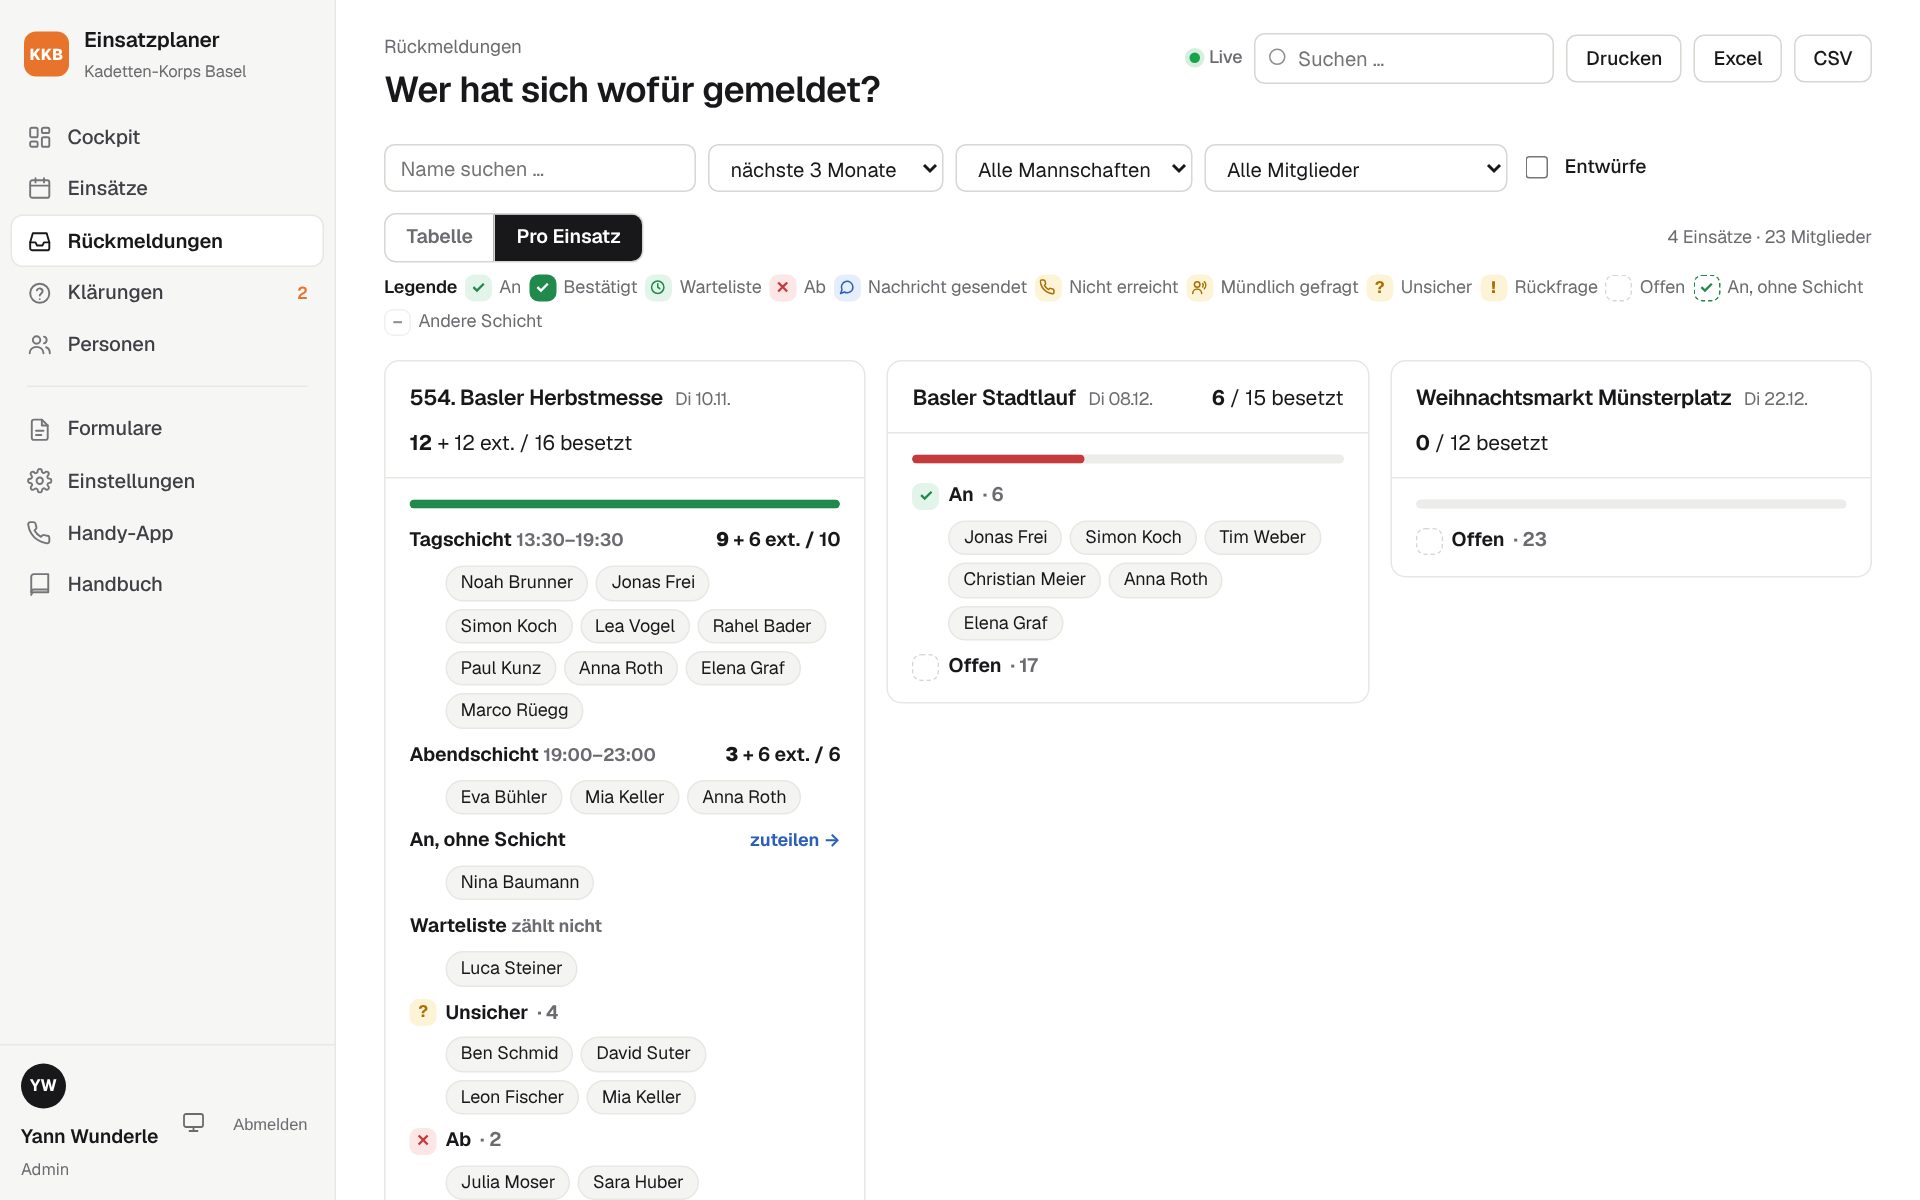 KKB
Einsatzplaner
Kadetten-Korps Basel
Cockpit
Einsätze
Rückmeldungen
Klärungen 2
Personen
Formulare
Einstellungen
Handy-App
Handbuch
YW
Yann Wunderle
Admin
Abmelden
Rückmeldungen
Wer hat sich wofür gemeldet?
Live
Suchen ...
Drucken
Excel
CSV
Name suchen ...
nächste 3 Monate
Alle Mannschaften
Alle Mitglieder
Entwürfe
Tabelle
Pro Einsatz
4 Einsätze · 23 Mitglieder
Legende An Bestätigt Warteliste Ab Nachricht gesendet Nicht erreicht Mündlich gefragt ? Unsicher ! Rückfrage Offen An, ohne Schicht
– Andere Schicht
554. Basler Herbstmesse Di 10.11.
12 + 12 ext. / 16 besetzt
Tagschicht 13:30–19:30 9 + 6 ext. / 10
Noah Brunner Jonas Frei
Simon Koch Lea Vogel Rahel Bader
Paul Kunz Anna Roth Elena Graf
Marco Rüegg
Abendschicht 19:00–23:00 3 + 6 ext. / 6
Eva Bühler Mia Keller Anna Roth
An, ohne Schicht zuteilen →
Nina Baumann
Warteliste zählt nicht
Luca Steiner
? Unsicher · 4
Ben Schmid David Suter
Leon Fischer Mia Keller
Ab · 2
Julia Moser Sara Huber
Basler Stadtlauf Di 08.12. 6 / 15 besetzt
An · 6
Jonas Frei Simon Koch Tim Weber
Christian Meier Anna Roth
Elena Graf
Offen · 17
Weihnachtsmarkt Münsterplatz Di 22.12.
0 / 12 besetzt
Offen · 23